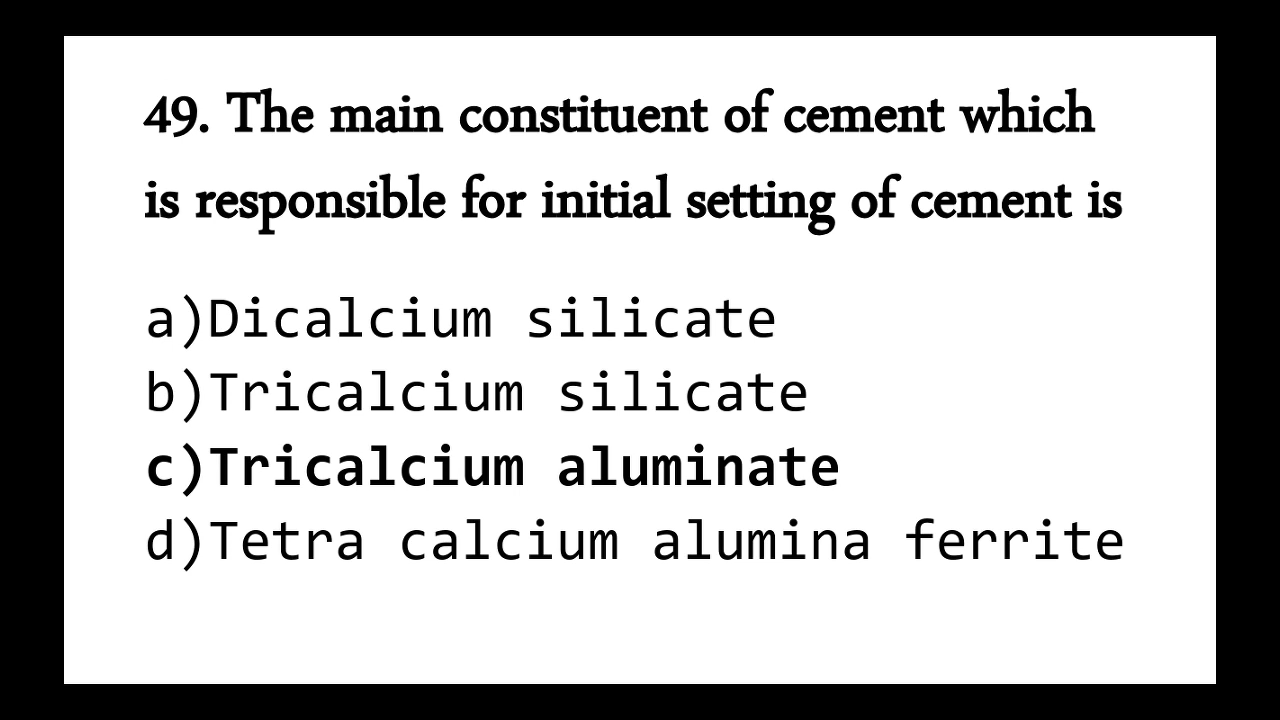 49. The main constituent of cement which
is responsible for initial setting of cement is
a)Dicalcium silicate
b)Tricalcium silicate
c)Tricalcium aluminate
d)Tetra calcium alumina ferrite